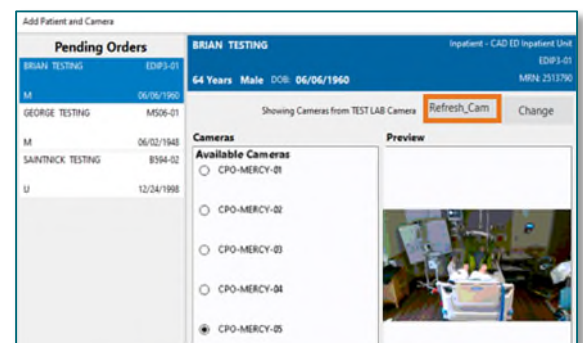 Add Patient and Camera
Pending Orders
BRIAN TESTING EDIP3-01
M 06/06/1960
GEORGE TESTING MS06-01
M 06/02/1948
SAINTNICK TESTING B394-02
U 12/24/1998
BRIAN TESTING Inpatient - CAD ED Inpatient Unit
EDIP3-01
64 Years Male DOB: 06/06/1960 MRN: 2513790
Showing Cameras from TEST LAB Camera Refresh_Cam Change
Cameras Preview
Available Cameras
CPO-MERCY-01
CPO-MERCY-02
CPO-MERCY-03
CPO-MERCY-04
CPO-MERCY-05